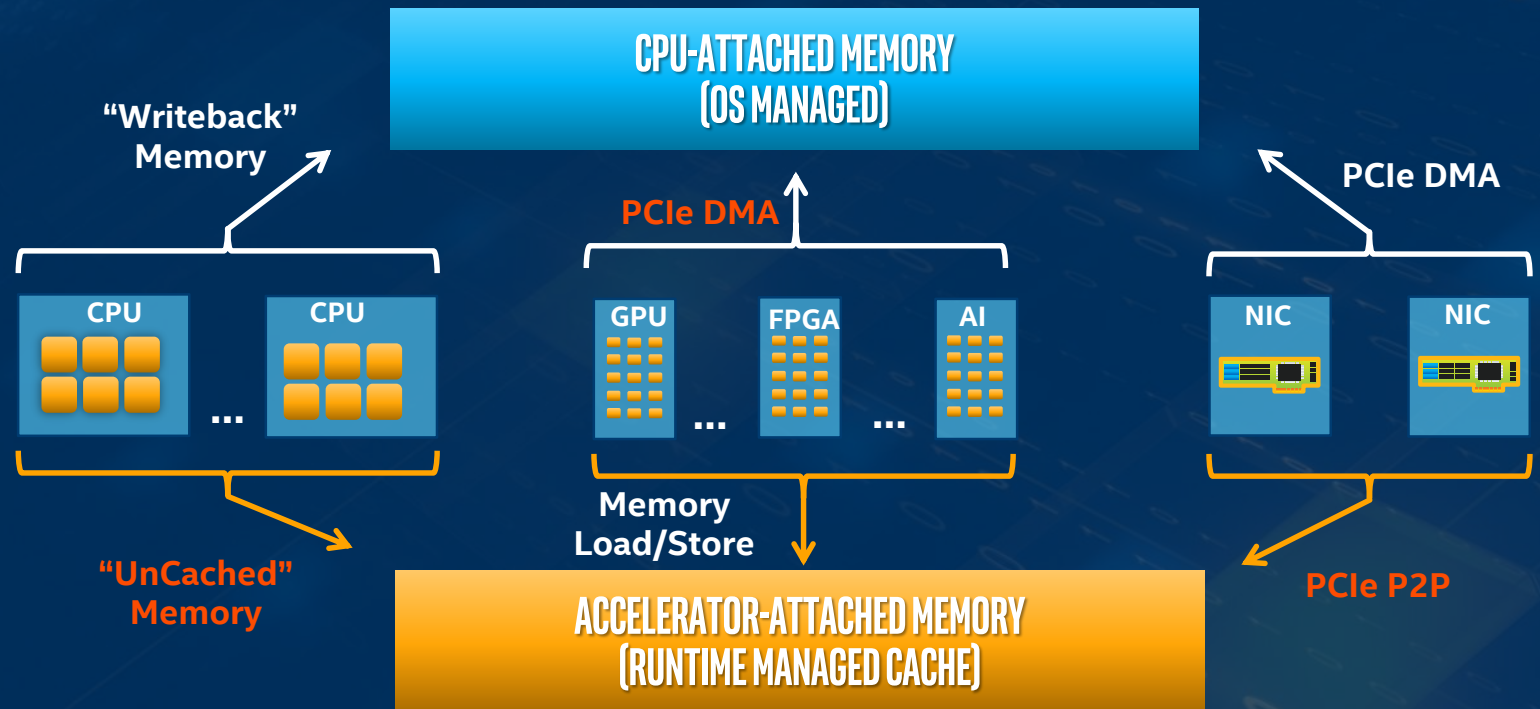 CPU-ATTACHED MEMORY
(OS MANAGED)
“Writeback”
Memory
PCIe DMA
PCIe DMA
CPU
...
CPU
GPU
...
FPGA
...
AI
NIC
NIC
“UnCached”
Memory
Memory
Load/Store
PCIe P2P
ACCELERATOR-ATTACHED MEMORY
(RUNTIME MANAGED CACHE)